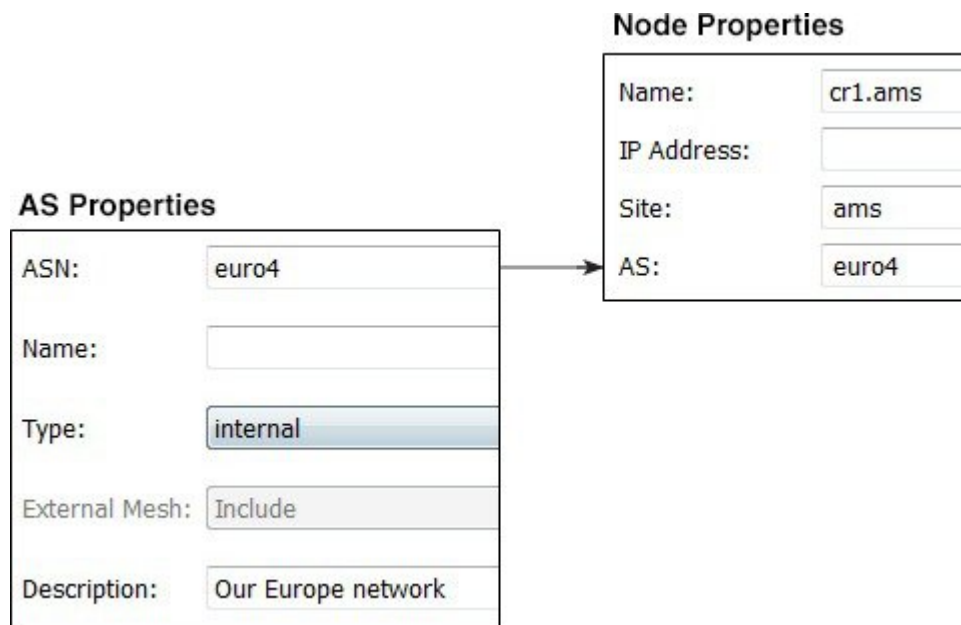 Node Properties
Name: cr1.ams
IP Address:
Site: ams
AS: euro4
AS Properties
ASN: euro4
Name:
Type: internal
External Mesh: Include
Description: Our Europe network